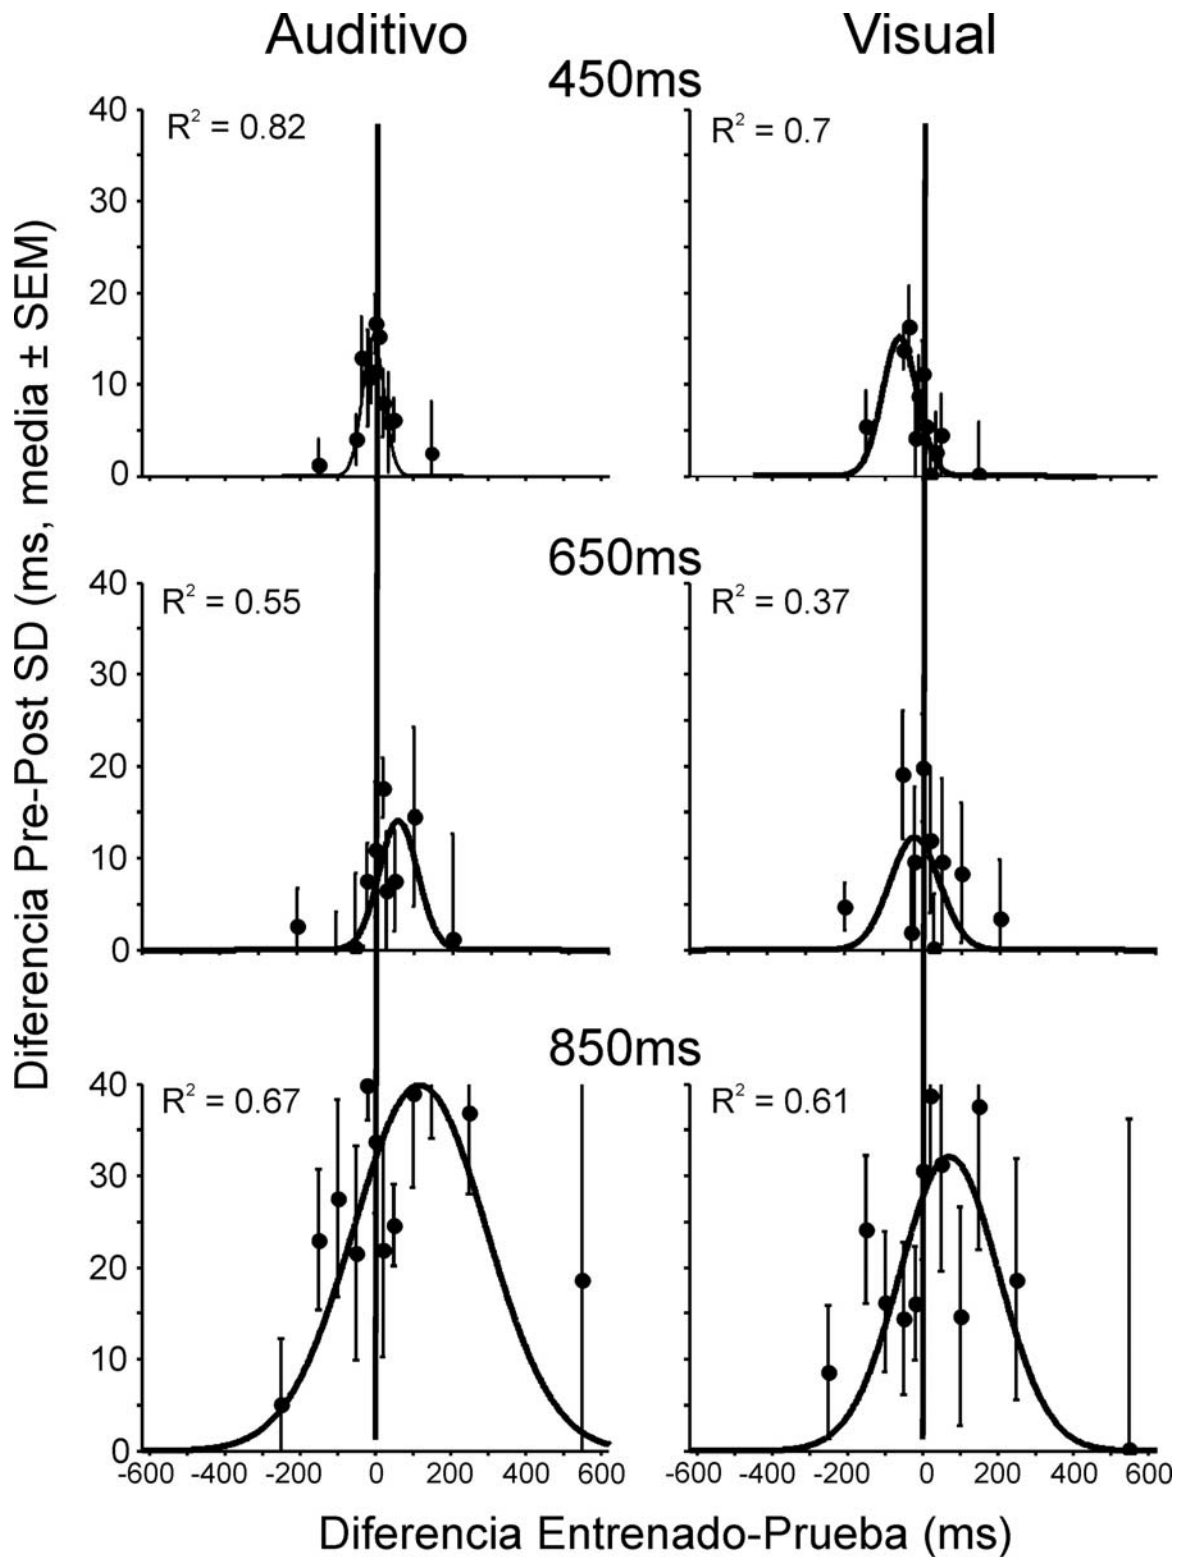 Auditivo Visual
450ms
R² = 0.82 R² = 0.7
40
30
20
10
0
650ms
R² = 0.55 R² = 0.37
40
30
20
10
0
850ms
R² = 0.67 R² = 0.61
40
30
20
10
0
-600 -400 -200 0 200 400 600 -600 -400 -200 0 200 400 600
Diferencia Entrenado-Prueba (ms)
Diferencia Pre-Post SD (ms, media ± SEM)